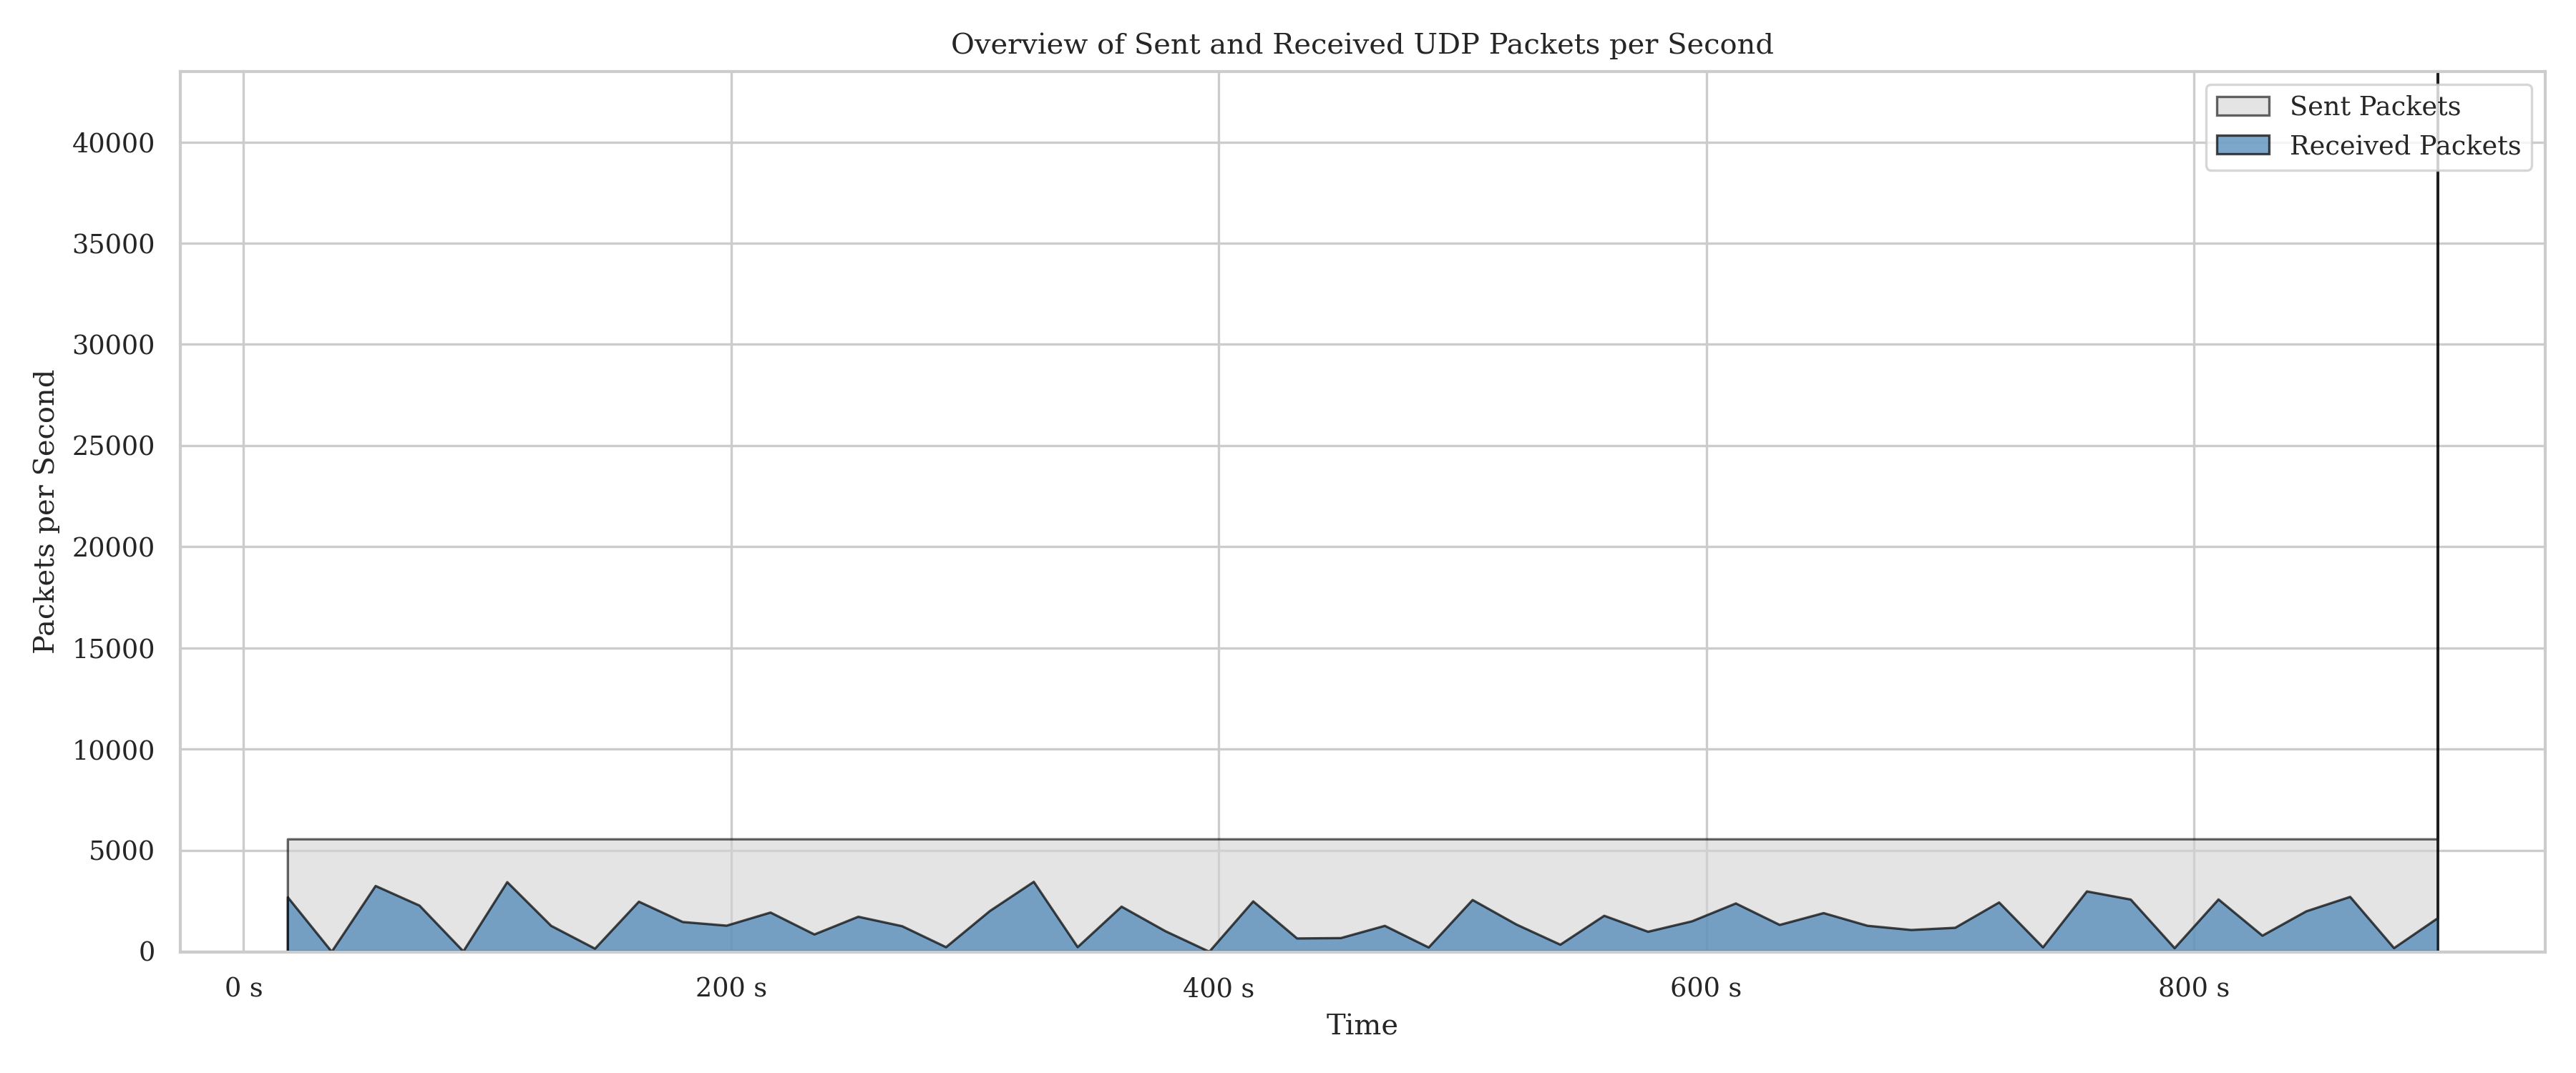 Overview of Sent and Received UDP Packets per Second
Sent Packets
Received Packets
40000
35000
30000
25000
20000
15000
10000
5000
0
Packets per Second
0 s 200 s 400 s 600 s 800 s
Time